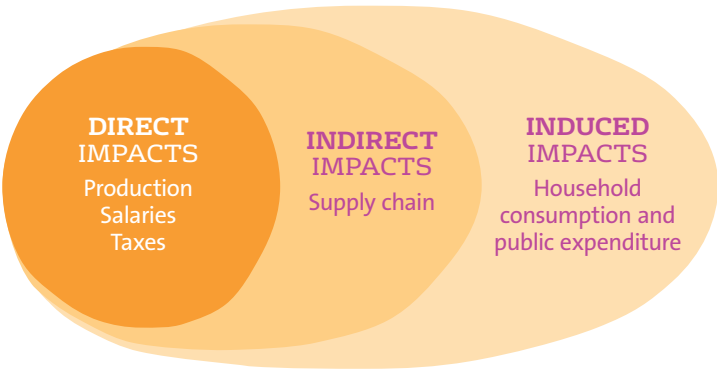 DIRECT
IMPACTS
Production
Salaries
Taxes
INDIRECT
IMPACTS
Supply chain
INDUCED
IMPACTS
Household
consumption and
public expenditure